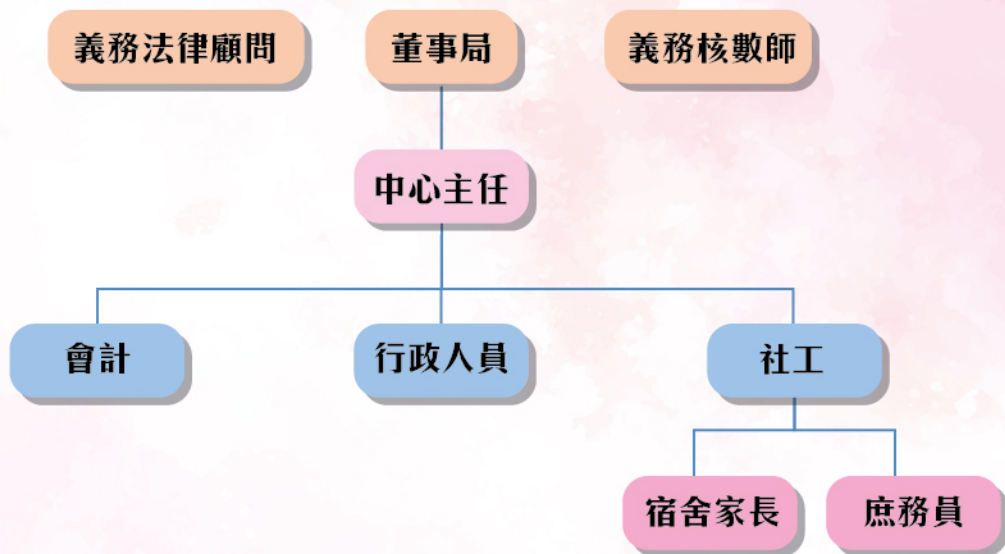 義務法律顧問
董事局
義務核數師
中心主任
會計
行政人員
社工
宿舍家長
庶務員